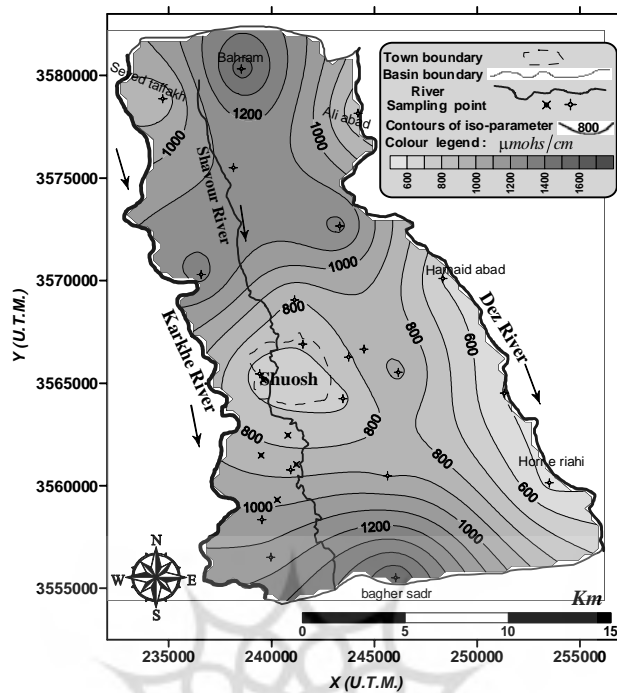 3580000
3575000
3570000
3565000
3560000
3555000
Y (U.T.M.)
235000
240000
245000
250000
255000
X (U.T.M.)
Town boundary
Basin boundary
River
Sampling point
Contours of iso-parameter 800
Colour legend: µmohs/cm
600
800
900
1000
1100
1200
1400
1600
Bahram
Ali abad
1200
1000
1000
Shavour River
1000
Hamaid abad
Dez River
800
800
600
Karkhe River
Shuosh
800
800
800
Horr e riahi
600
1000
1000
1200
bagher sadr
N
W
E
S
Km
0
5
10
15